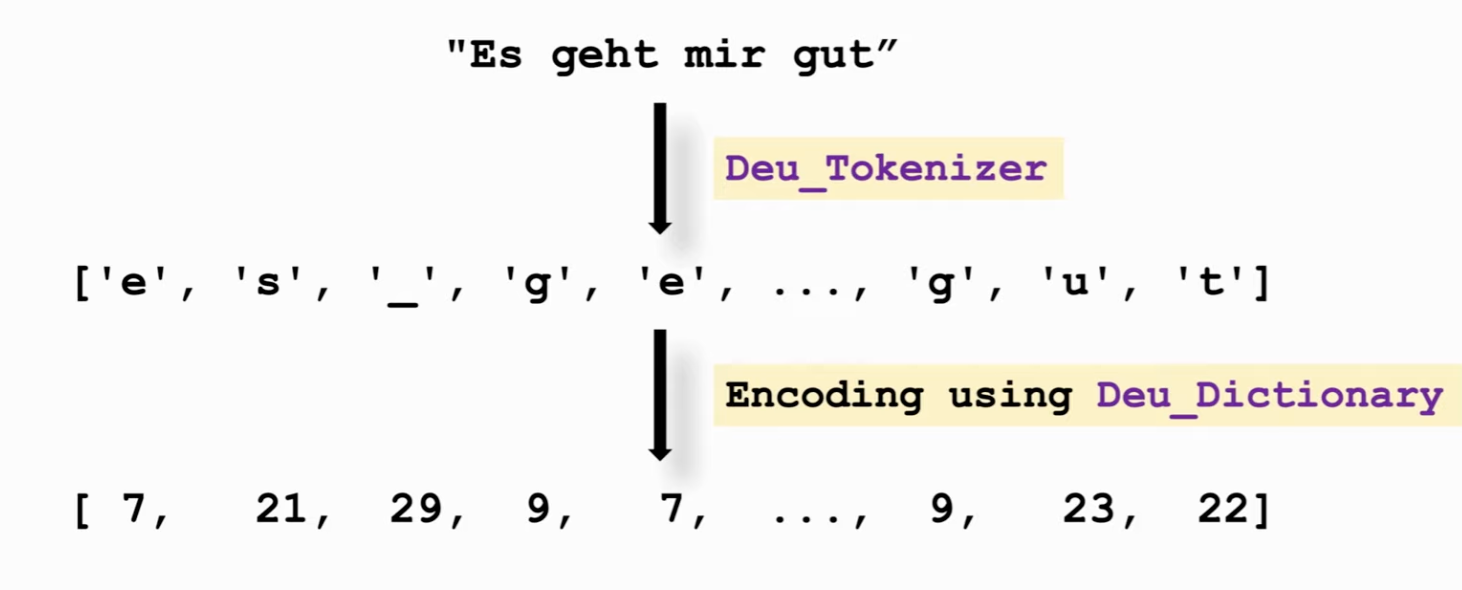 "Es geht mir gut”
Deu_Tokenizer
['e', 's', '_', 'g', 'e', ..., 'g', 'u', 't']
Encoding using Deu_Dictionary
[ 7, 21, 29, 9, 7, ..., 9, 23, 22]